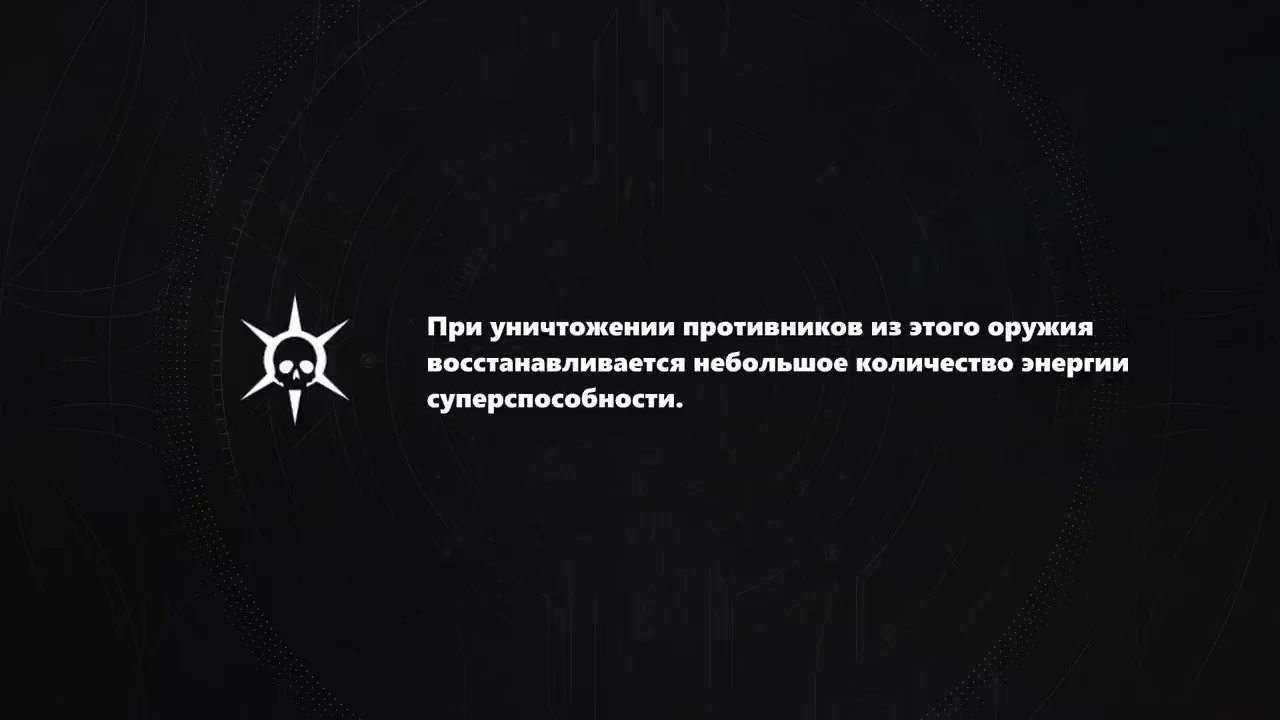 При уничтожении противников из этого оружия
восстанавливается небольшое количество энергии
суперспособности.